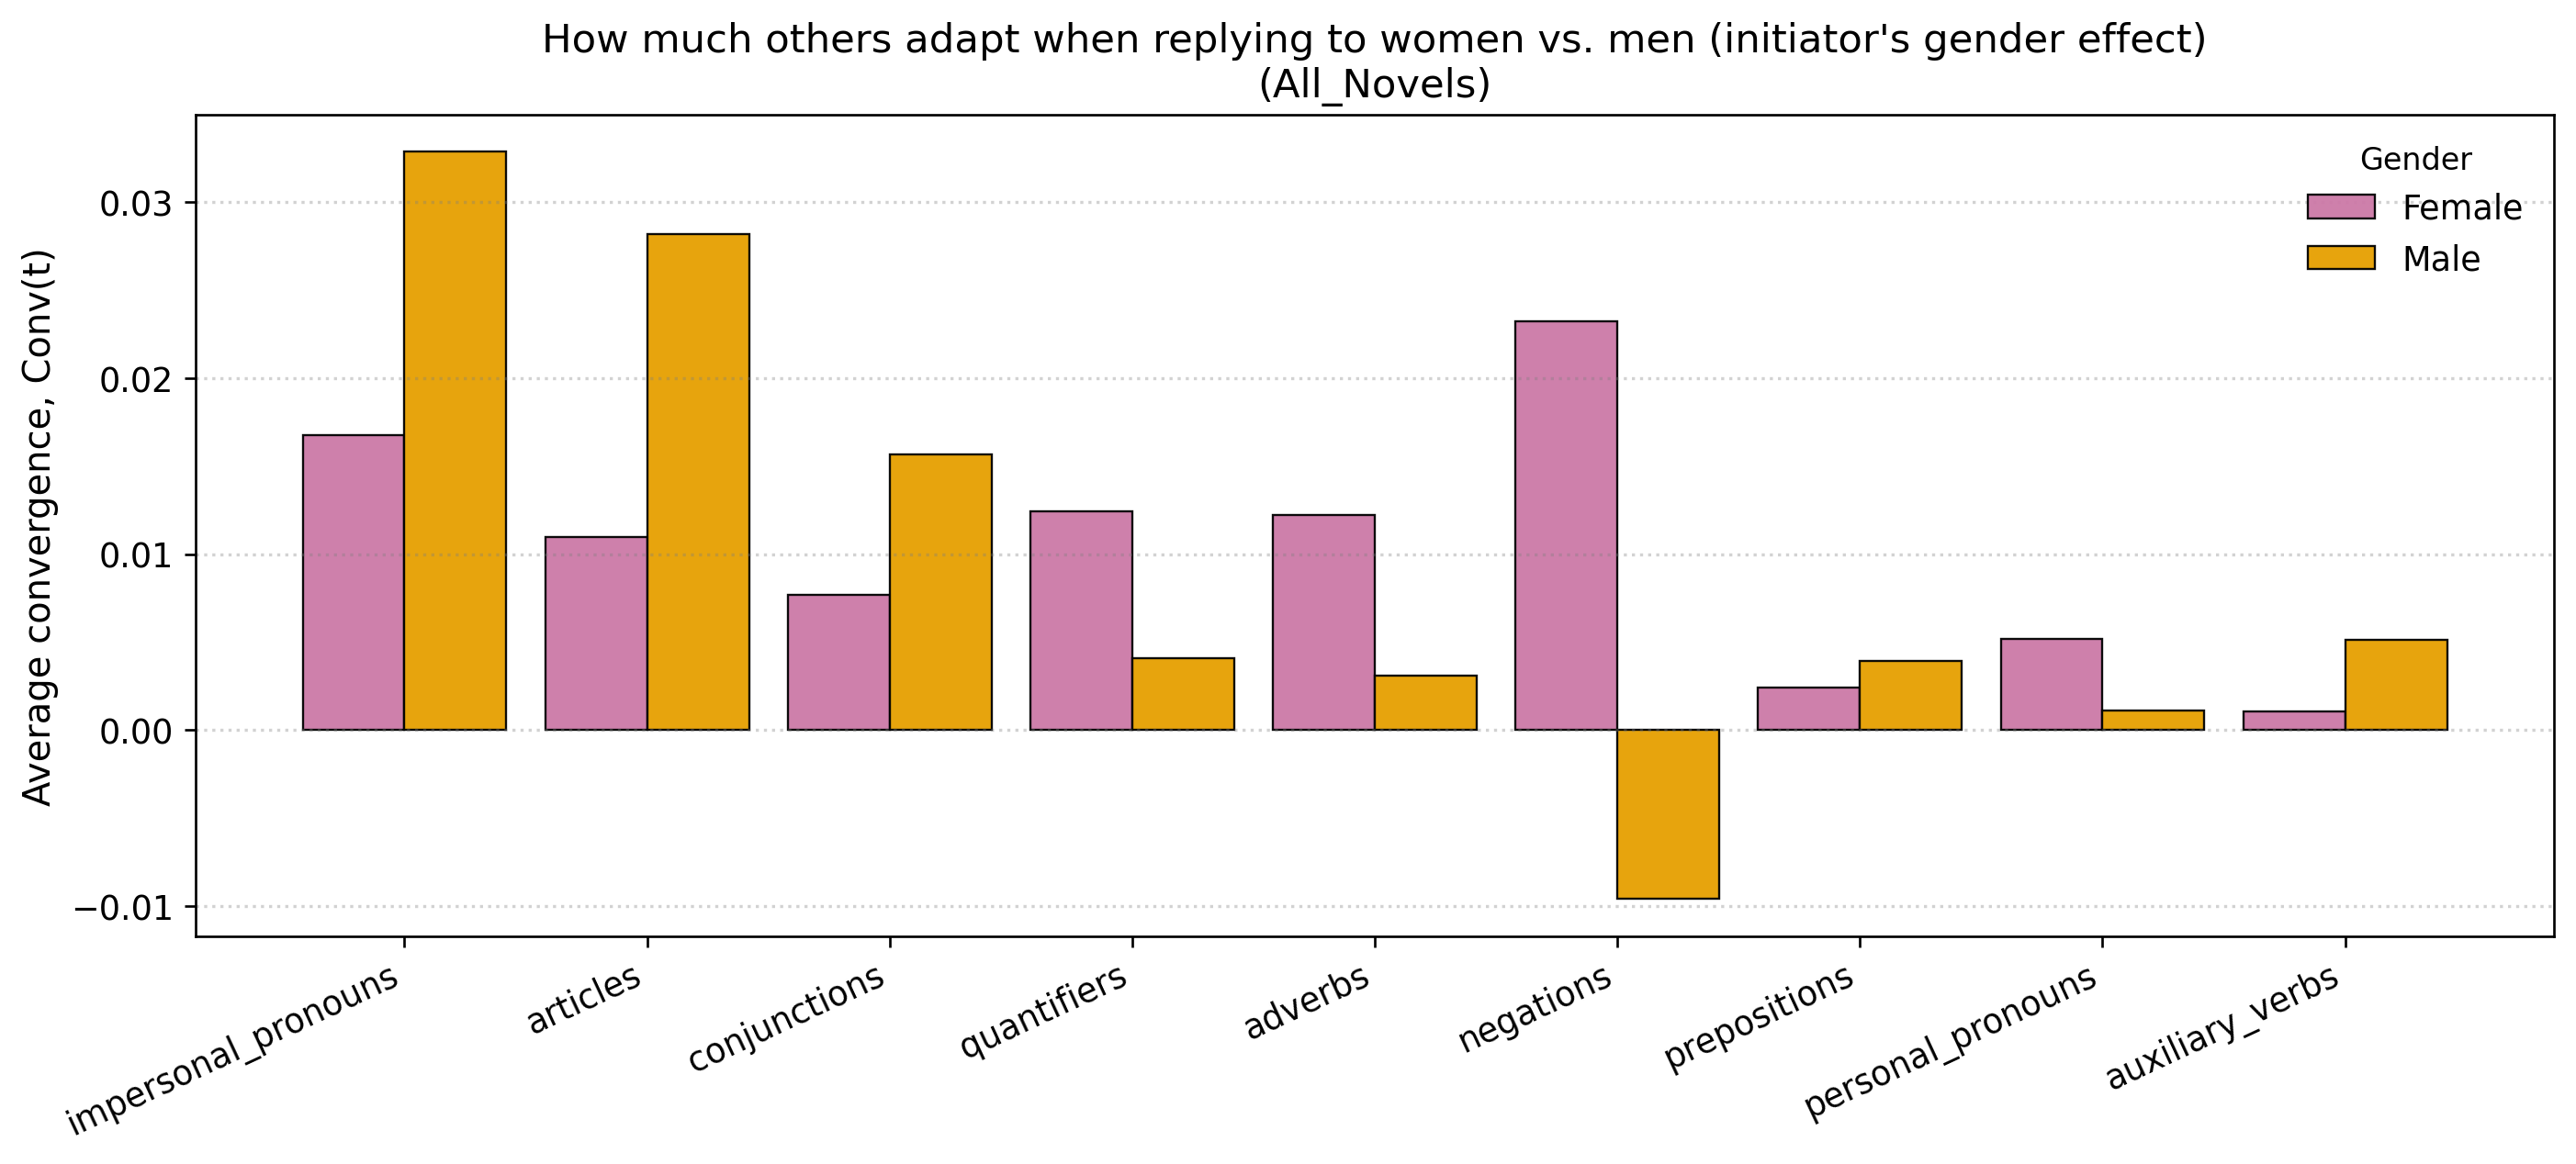 How much others adapt when replying to women vs. men (initiator's gender effect)
(All_Novels)
Average convergence, Conv(t)
0.03
0.02
0.01
0.00
−0.01
Gender
Female
Male
impersonal_pronouns
articles
conjunctions
quantifiers
adverbs
negations
prepositions
personal_pronouns
auxiliary_verbs